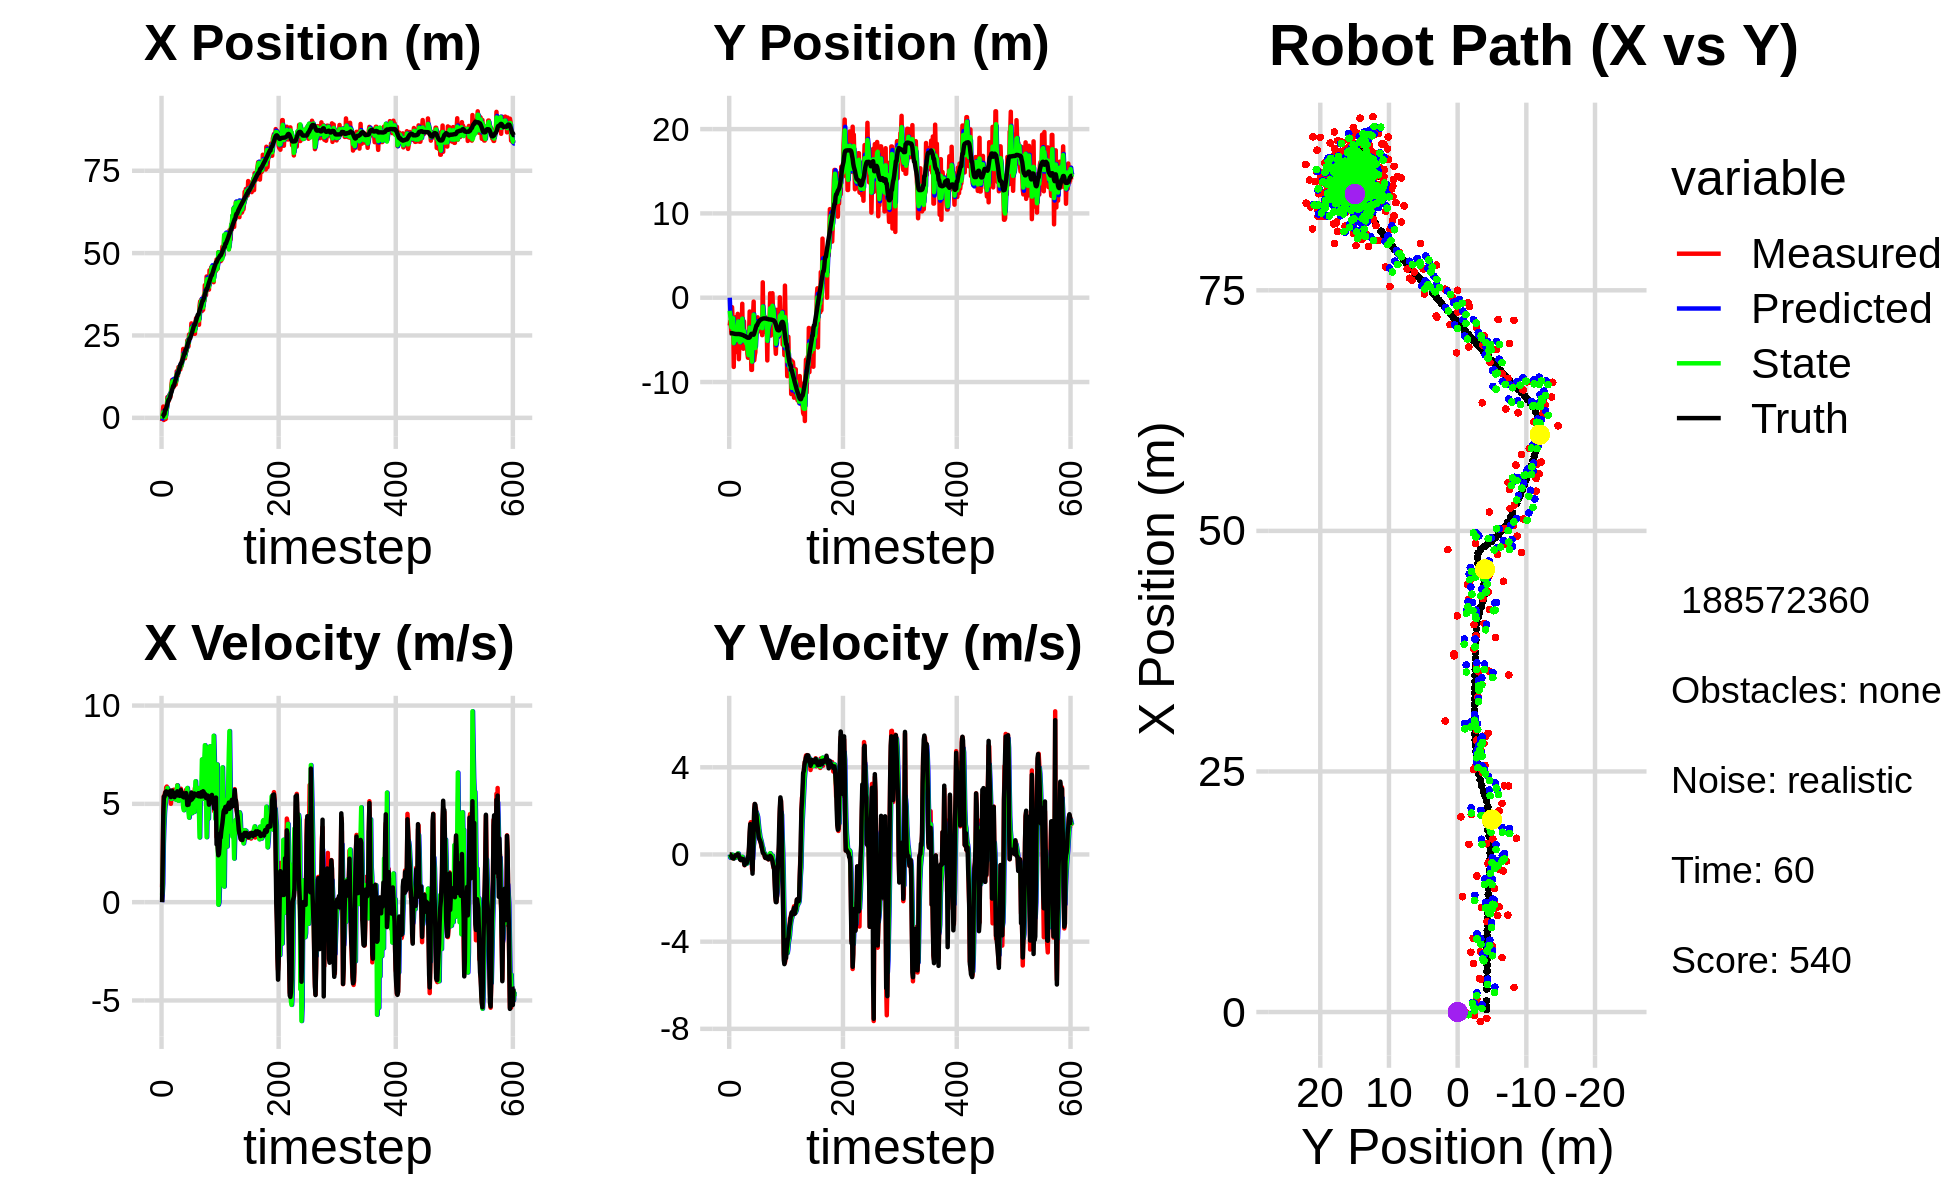 X Position (m)
75
50
25
0
0
200
400
600
timestep
Y Position (m)
20
10
0
-10
0
200
400
600
timestep
X Velocity (m/s)
10
5
0
-5
0
200
400
600
timestep
Y Velocity (m/s)
4
0
-4
-8
0
200
400
600
timestep
Robot Path (X vs Y)
X Position (m)
75
50
25
0
20 10 0 -10 -20
Y Position (m)
variable
Measured
Predicted
State
Truth
188572360
Obstacles: none
Noise: realistic
Time: 60
Score: 540